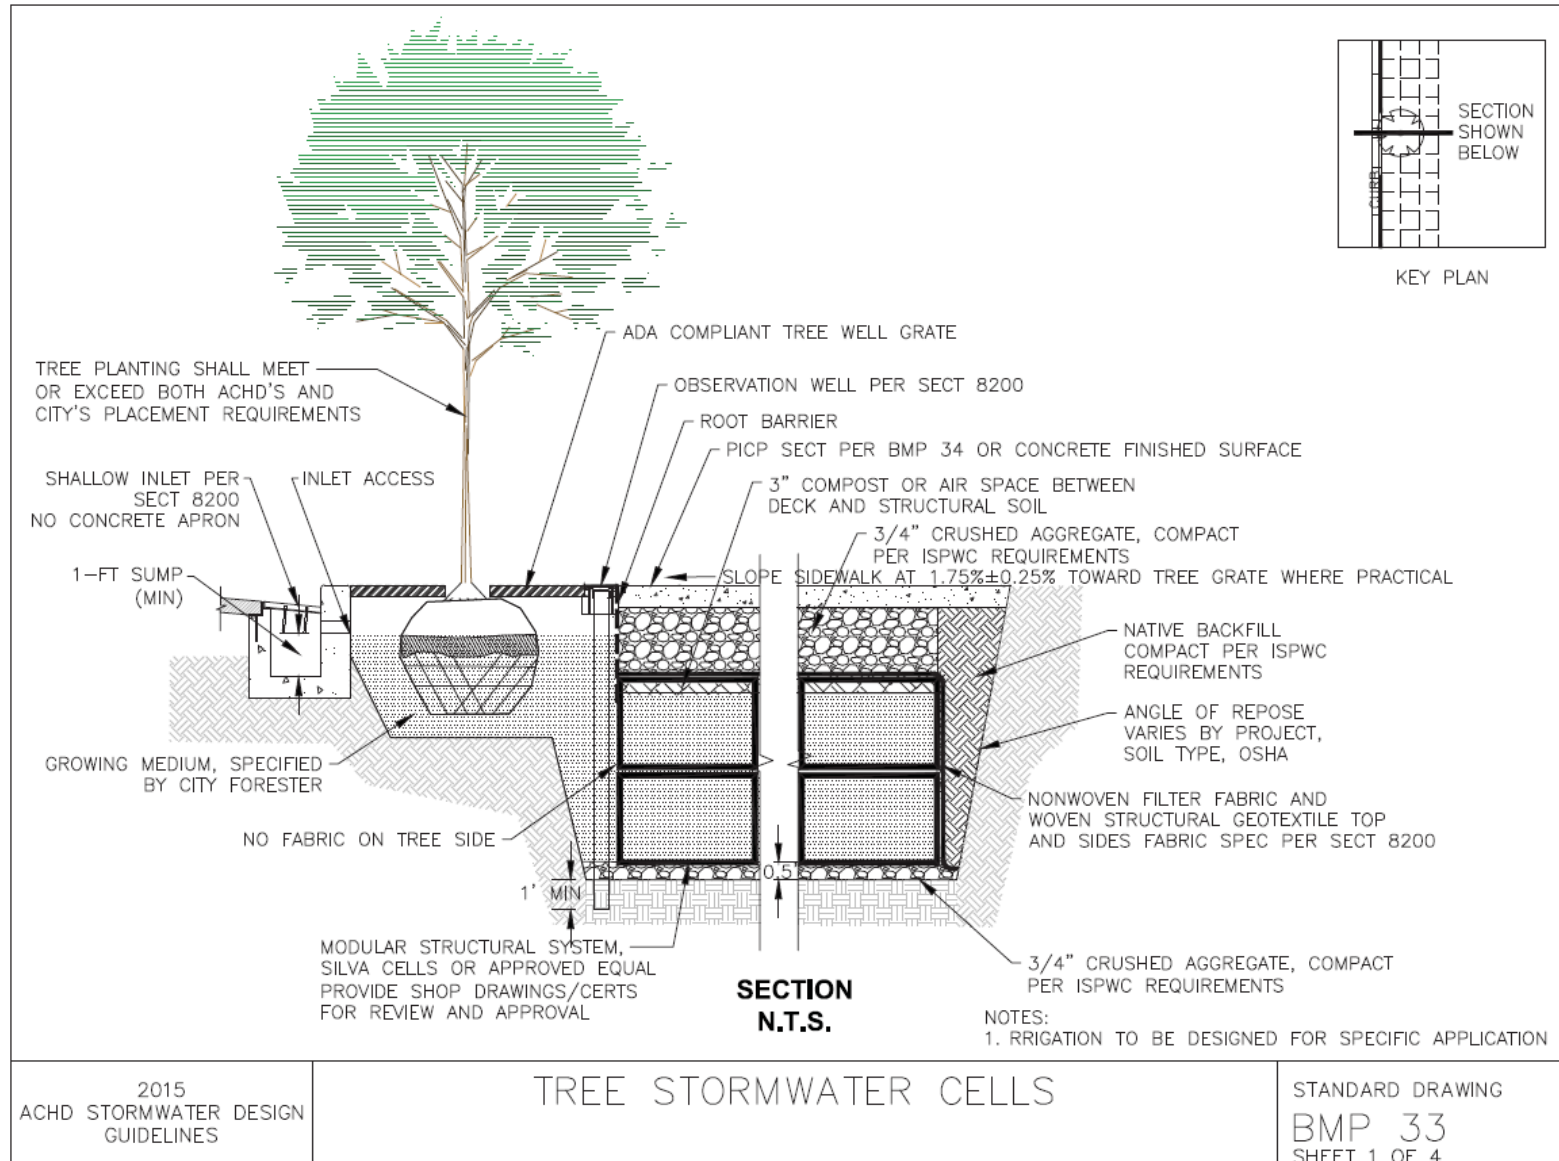 SECTION
SHOWN
BELOW
CURB
KEY PLAN
ADA COMPLIANT TREE WELL GRATE
TREE PLANTING SHALL MEET
OR EXCEED BOTH ACHD'S AND
CITY'S PLACEMENT REQUIREMENTS
OBSERVATION WELL PER SECT 8200
ROOT BARRIER
PICP SECT PER BMP 34 OR CONCRETE FINISHED SURFACE
SHALLOW INLET PER
SECT 8200
NO CONCRETE APRON
INLET ACCESS
3" COMPOST OR AIR SPACE BETWEEN
DECK AND STRUCTURAL SOIL
3/4" CRUSHED AGGREGATE, COMPACT
PER ISPWC REQUIREMENTS
1-FT SUMP
(MIN)
SLOPE SIDEWALK AT 1.75%±0.25% TOWARD TREE GRATE WHERE PRACTICAL
NATIVE BACKFILL
COMPACT PER ISPWC
REQUIREMENTS
ANGLE OF REPOSE
VARIES BY PROJECT,
SOIL TYPE, OSHA
GROWING MEDIUM, SPECIFIED
BY CITY FORESTER
NONWOVEN FILTER FABRIC AND
WOVEN STRUCTURAL GEOTEXTILE TOP
AND SIDES FABRIC SPEC PER SECT 8200
NO FABRIC ON TREE SIDE
0.5'
1' MIN
MODULAR STRUCTURAL SYSTEM,
SILVA CELLS OR APPROVED EQUAL
PROVIDE SHOP DRAWINGS/CERTS
FOR REVIEW AND APPROVAL
3/4" CRUSHED AGGREGATE, COMPACT
PER ISPWC REQUIREMENTS
SECTION
N.T.S.
NOTES:
1. RRIGATION TO BE DESIGNED FOR SPECIFIC APPLICATION
2015
ACHD STORMWATER DESIGN
GUIDELINES
TREE STORMWATER CELLS
STANDARD DRAWING
BMP 33
SHEET 1 OF 4